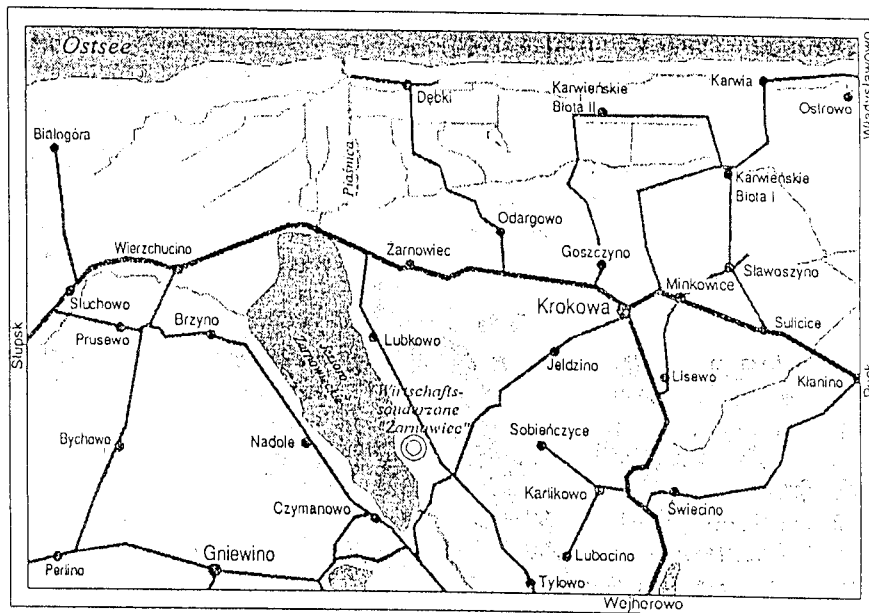 Ostsee
Władysławowo
Dębki
Karwieńskie
Błota II
Karwia
Ostrowo
Białogóra
Piaśnica
Karwieńskie
Błota I
Odargowo
Wierzchucino
Żarnowiec
Goszczyno
Sławoszyno
Minkowice
Słuchowo
Krokowa
Sulicice
Słupsk
Prusewo
Brzyno
Lubkowo
Jezioro
Żarnowieckie
Jeldzino
Lisewo
Kłanino
Puck
Wirtschafts-
sonderzone
"Żarnowiec"
Bychowo
Nadole
Sobieńczyce
Karlikowo
Świecino
Czymanowo
Perlino
Gniewino
Lubocino
Tyłowo
Wejherowo